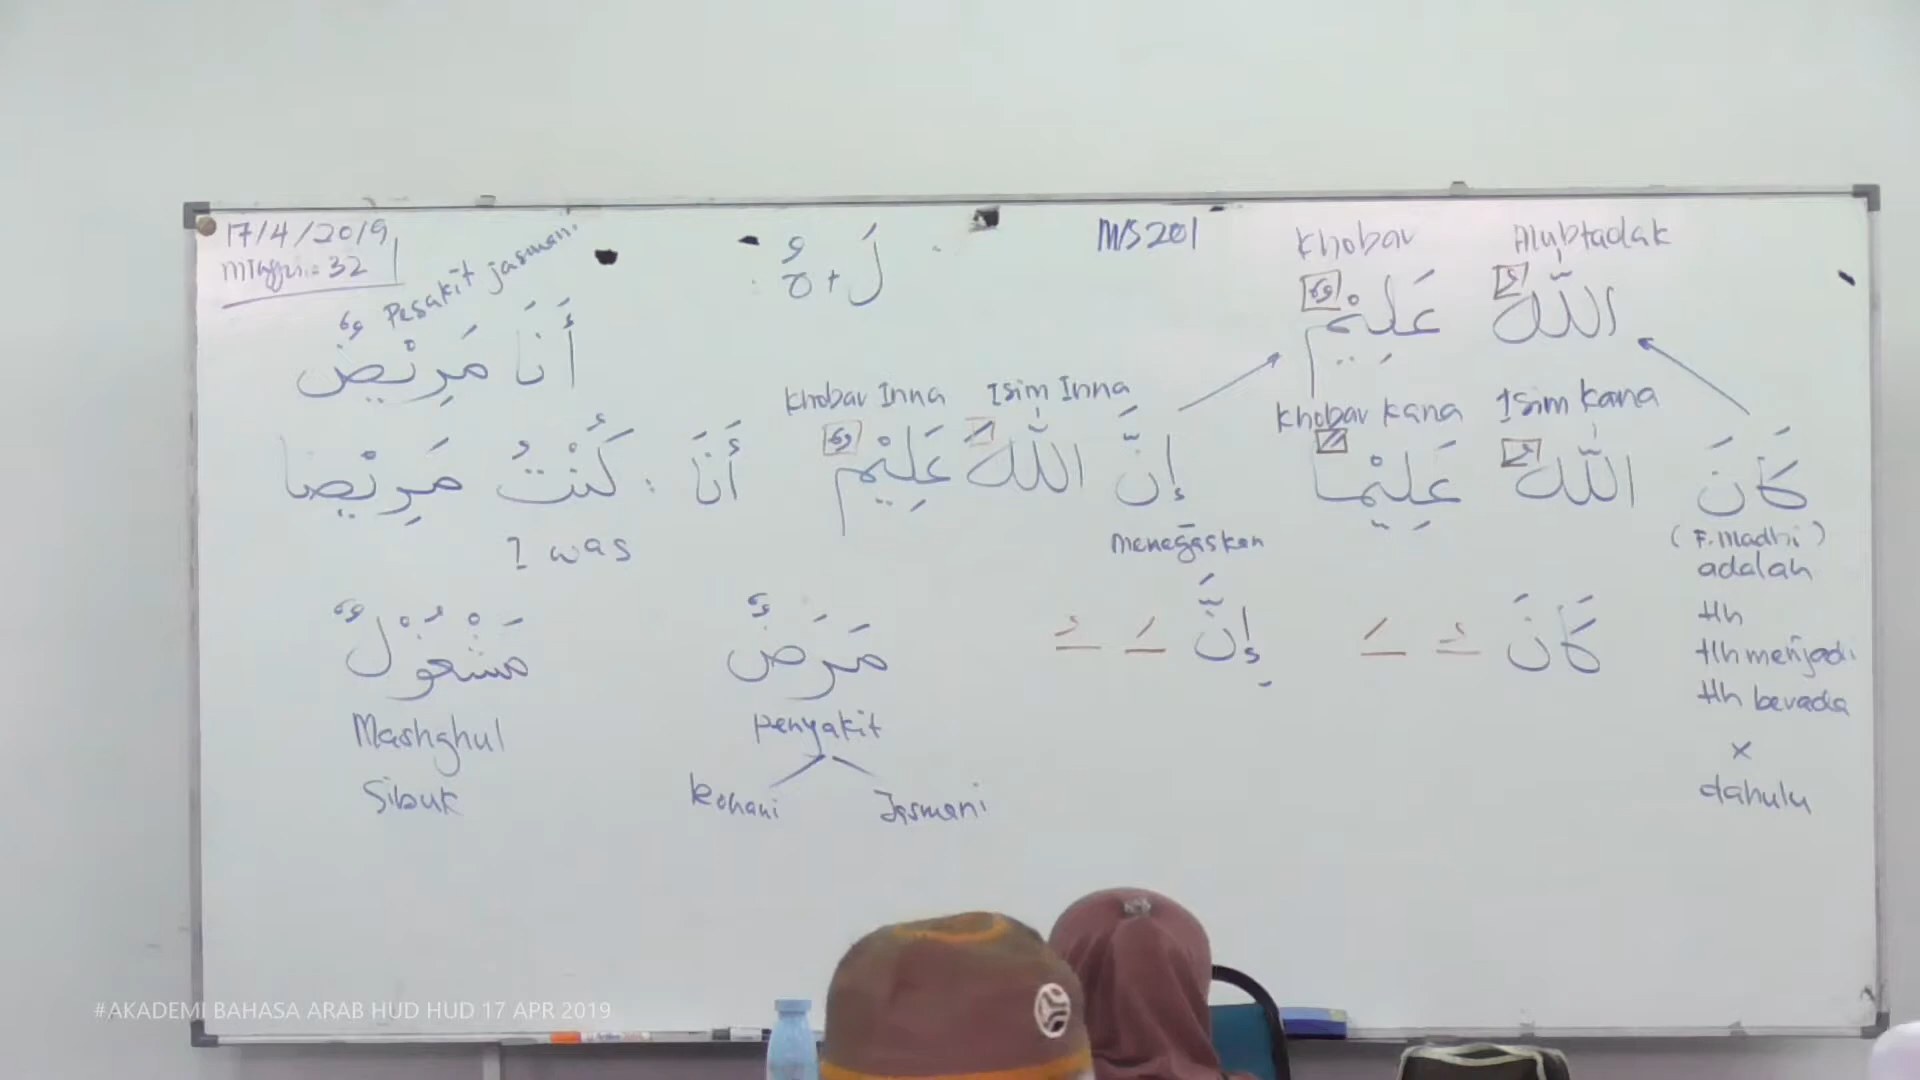 17/4/2019
Minggu: 32
Pesakit jasmani
أَنَا مَرِيْضٌ
لَ + هُ
M/S 201
Khobar
Mubtadak
اللَّهُ عَلِيْمٌ
Khobar Inna
Isim Inna
إِنَّ اللَّهَ عَلِيْمٌ
Menegaskan
Khobar Kana
Isim Kana
كَانَ اللَّهُ عَلِيْمًا
(F. Madhi)
adalah
tlh
tlh menjadi
tlh berada
x
dahulu
أَنَا : كُنْتُ مَرِيْضًا
I was
مَشْغُوْلٌ
Mashghul
Sibuk
مَرَضٌ
Penyakit
Rohani
Jasmani
إِنَّ
كَانَ
#AKADEMI BAHASA ARAB HUD HUD 17 APR 2019